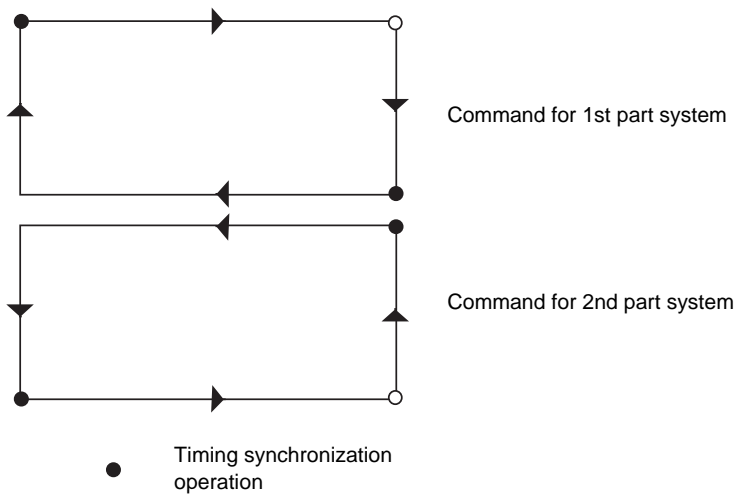 Command for 1st part system
Command for 2nd part system
Timing synchronization
operation